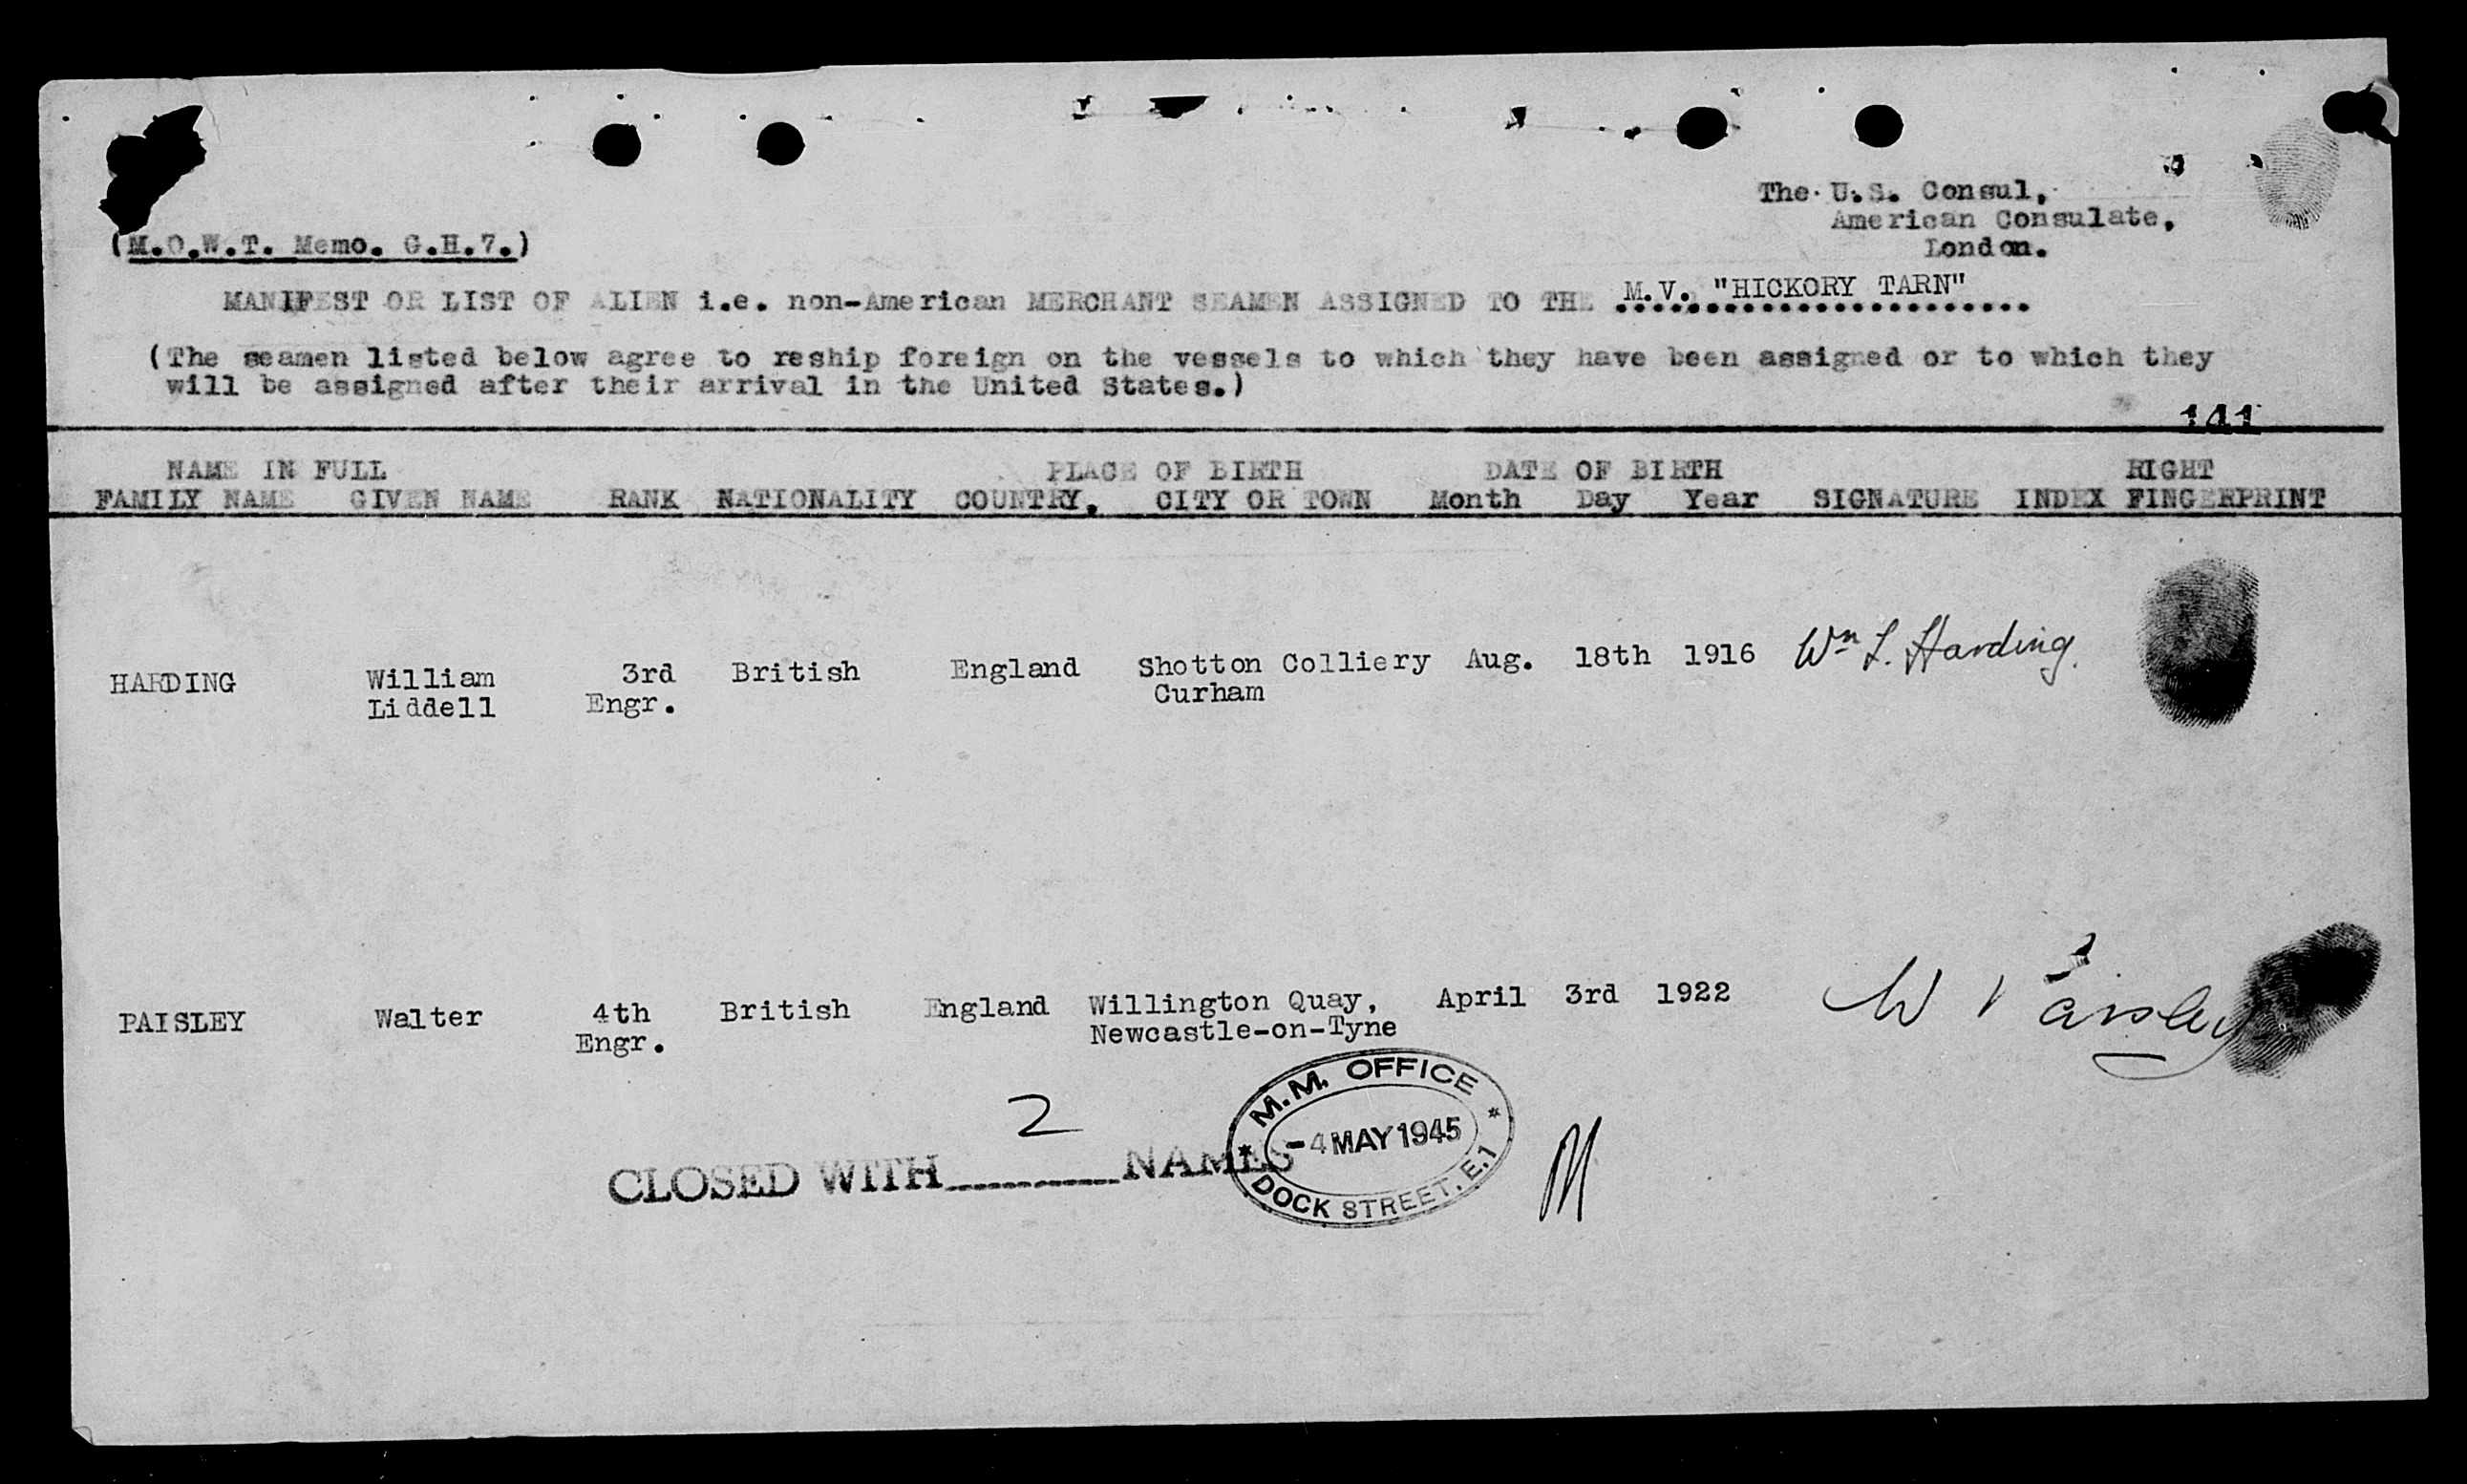 The U.S. Consul,
American Consulate,
London.
(M.O.W.T. Memo. G.H.7.)
MANIFEST OR LIST OF ALIEN i.e. non-American MERCHANT SEAMEN ASSIGNED TO THE M.V. "HICKORY TARN"
(The seamen listed below agree to reship foreign on the vessels to which they have been assigned or to which they
will be assigned after their arrival in the United States.)
141
NAME IN FULL PLACE OF BIRTH DATE OF BIRTH RIGHT
FAMILY NAME GIVEN NAME RANK NATIONALITY COUNTRY. CITY OR TOWN Month Day Year SIGNATURE INDEX FINGERPRINT
HARDING William 3rd British England Shotton Colliery Aug. 18th 1916 Wm L. Harding.
Liddell Engr. Curham
PAISLEY Walter 4th British England Willington Quay, April 3rd 1922 W Paisley
Engr. Newcastle-on-Tyne
2
CLOSED WITH NAMES
M.M. OFFICE
-4 MAY 1945
DOCK STREET, E.1